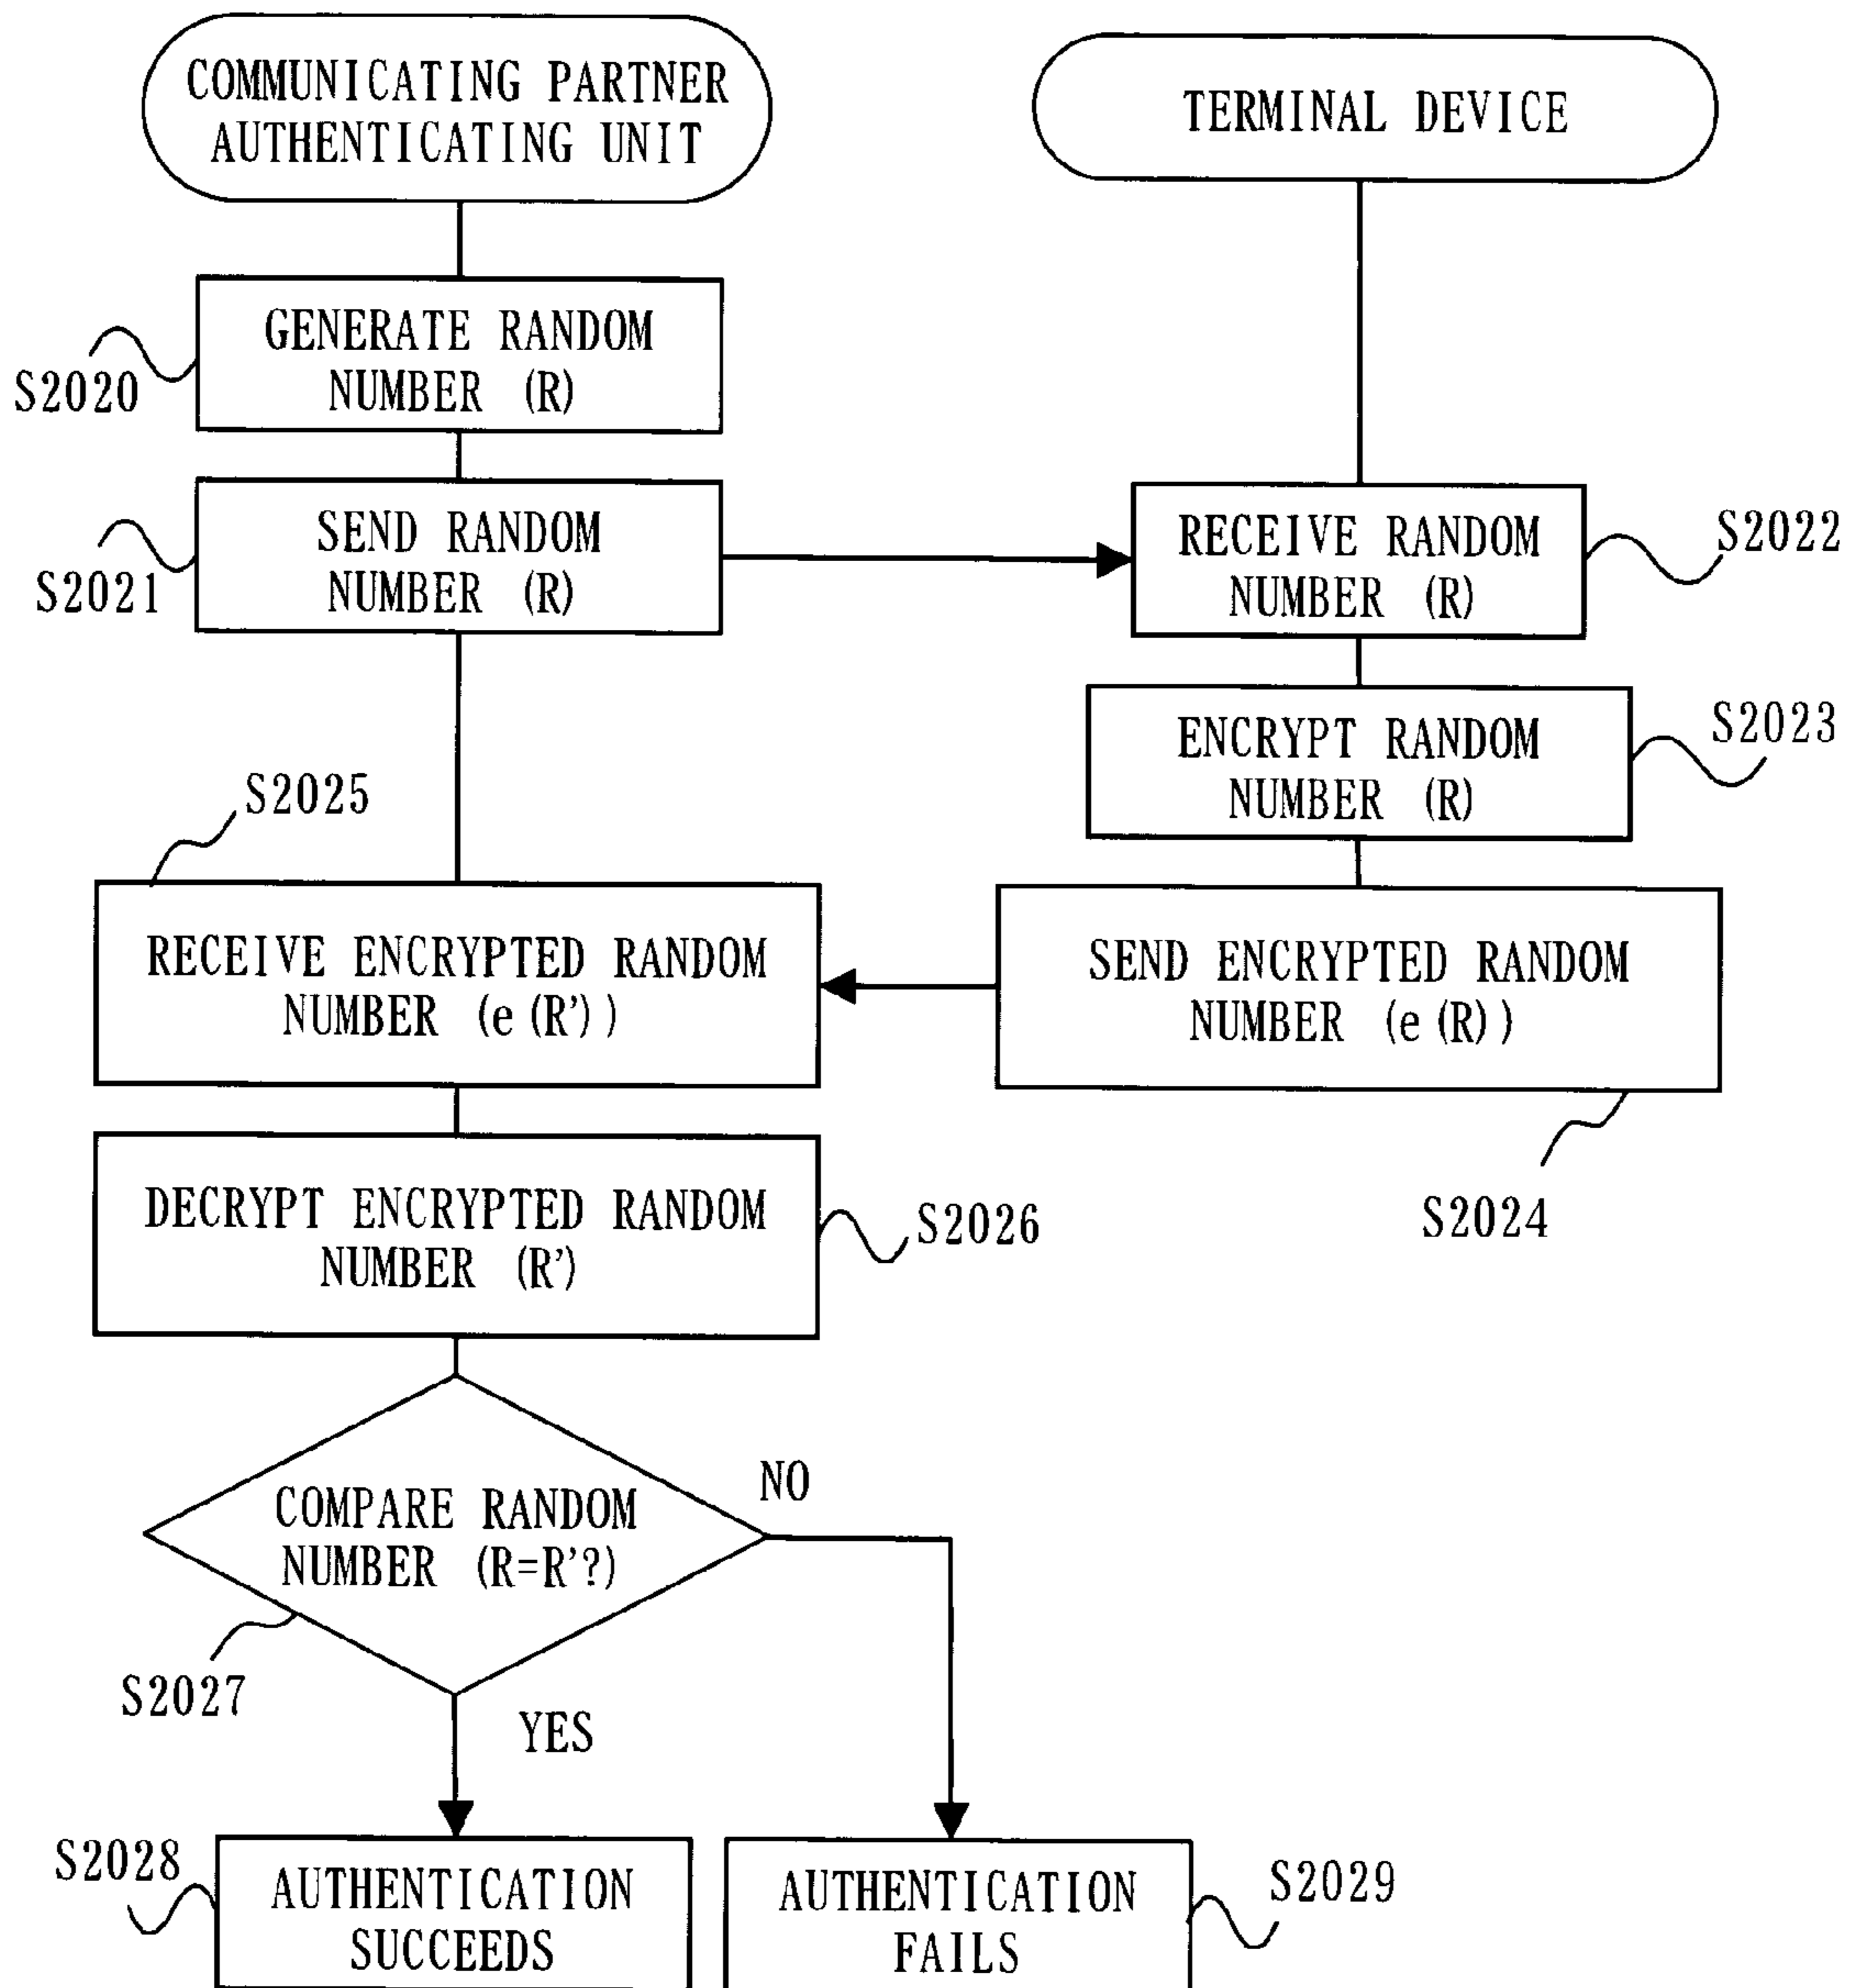 COMMUNICATING PARTNER
AUTHENTICATING UNIT
TERMINAL DEVICE
GENERATE RANDOM
NUMBER (R)
S2020
SEND RANDOM
NUMBER (R)
S2021
RECEIVE RANDOM
NUMBER (R)
S2022
ENCRYPT RANDOM
NUMBER (R)
S2023
S2025
RECEIVE ENCRYPTED RANDOM
NUMBER (e (R'))
SEND ENCRYPTED RANDOM
NUMBER (e (R))
S2024
DECRYPT ENCRYPTED RANDOM
NUMBER (R')
S2026
COMPARE RANDOM
NUMBER (R=R'?)
NO
S2027
YES
S2028
AUTHENTICATION
SUCCEEDS
AUTHENTICATION
FAILS
S2029